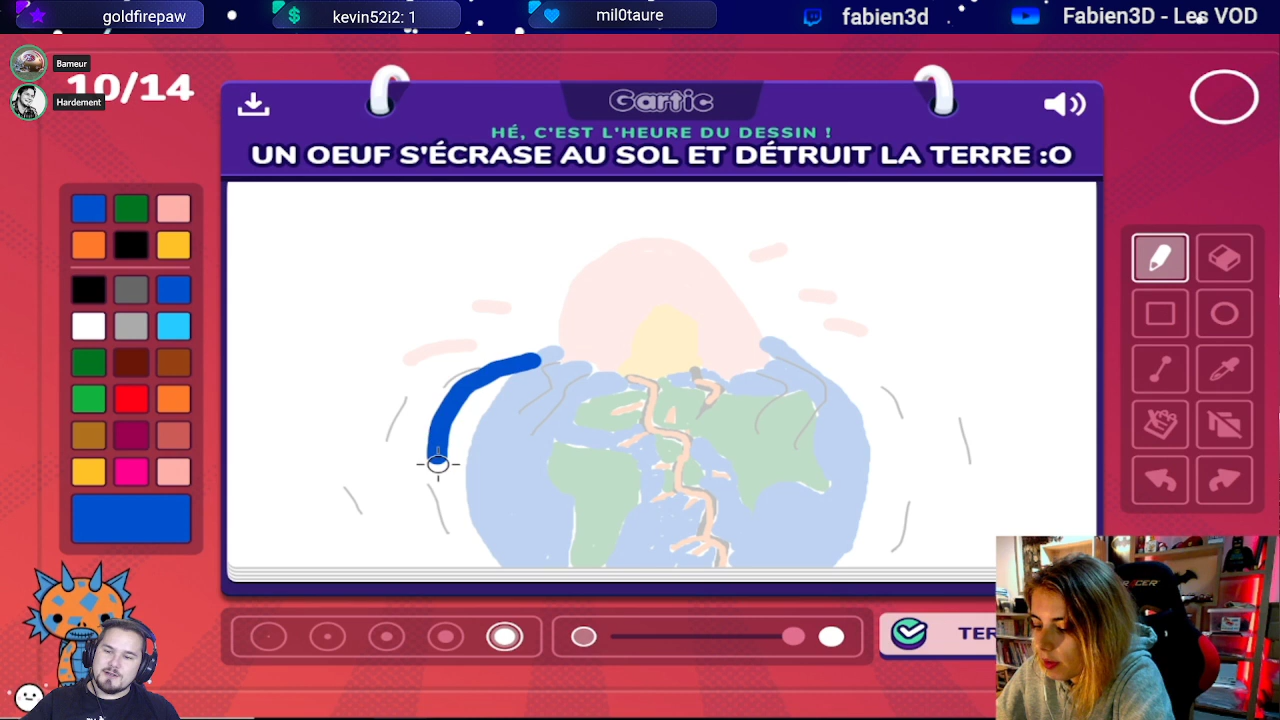 goldfirepaw
kevin52i2: 1
mil0taure
fabien3d
Fabien3D - Les VOD
Bameur
10/14
Hardement
Gartic
HÉ, C'EST L'HEURE DU DESSIN !
UN OEUF S'ÉCRASE AU SOL ET DÉTRUIT LA TERRE :O
TER